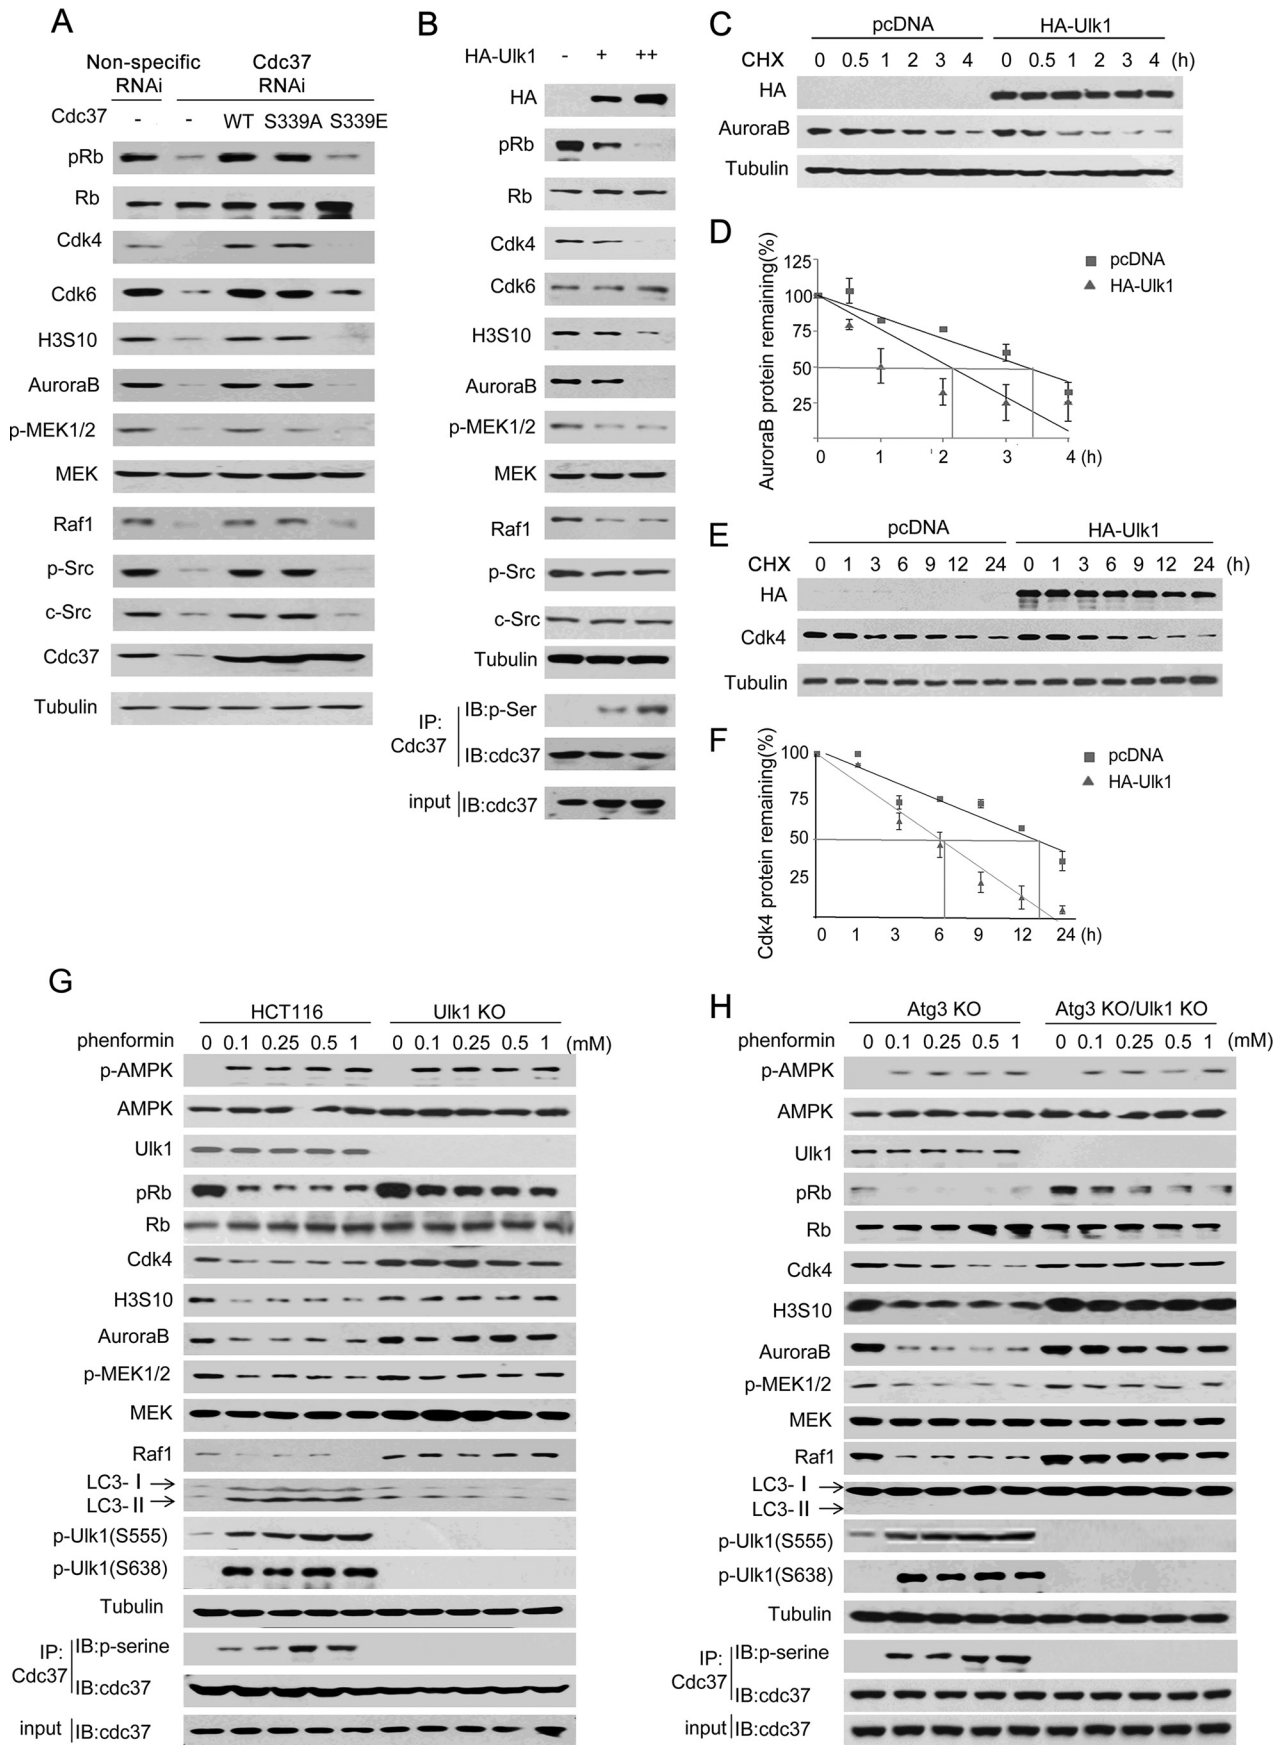 A
Non-specific RNAi
Cdc37 RNAi
Cdc37 - - WT S339A S339E
pRb
Rb
Cdk4
Cdk6
H3S10
AuroraB
p-MEK1/2
MEK
Raf1
p-Src
c-Src
Cdc37
Tubulin
B
HA-Ulk1 - + ++
HA
pRb
Rb
Cdk4
Cdk6
H3S10
AuroraB
p-MEK1/2
MEK
Raf1
p-Src
c-Src
Tubulin
IP: Cdc37
IB:p-Ser
IB:cdc37
input IB:cdc37
C
pcDNA HA-Ulk1
CHX 0 0.5 1 2 3 4 0 0.5 1 2 3 4 (h)
HA
AuroraB
Tubulin
D
AuroraB protein remaining(%)
125
100
75
50
25
0 1 2 3 4 (h)
pcDNA
HA-Ulk1
E
pcDNA HA-Ulk1
CHX 0 1 3 6 9 12 24 0 1 3 6 9 12 24 (h)
HA
Cdk4
Tubulin
F
Cdk4 protein remaining(%)
100
75
50
25
0 1 3 6 9 12 24 (h)
pcDNA
HA-Ulk1
G
HCT116 Ulk1 KO
phenformin 0 0.1 0.25 0.5 1 0 0.1 0.25 0.5 1 (mM)
p-AMPK
AMPK
Ulk1
pRb
Rb
Cdk4
H3S10
AuroraB
p-MEK1/2
MEK
Raf1
LC3-I
LC3-II
p-Ulk1(S555)
p-Ulk1(S638)
Tubulin
IP: Cdc37
IB:p-serine
IB:cdc37
input IB:cdc37
H
Atg3 KO Atg3 KO/Ulk1 KO
phenformin 0 0.1 0.25 0.5 1 0 0.1 0.25 0.5 1 (mM)
p-AMPK
AMPK
Ulk1
pRb
Rb
Cdk4
H3S10
AuroraB
p-MEK1/2
MEK
Raf1
LC3-I
LC3-II
p-Ulk1(S555)
p-Ulk1(S638)
Tubulin
IP: Cdc37
IB:p-serine
IB:cdc37
input IB:cdc37